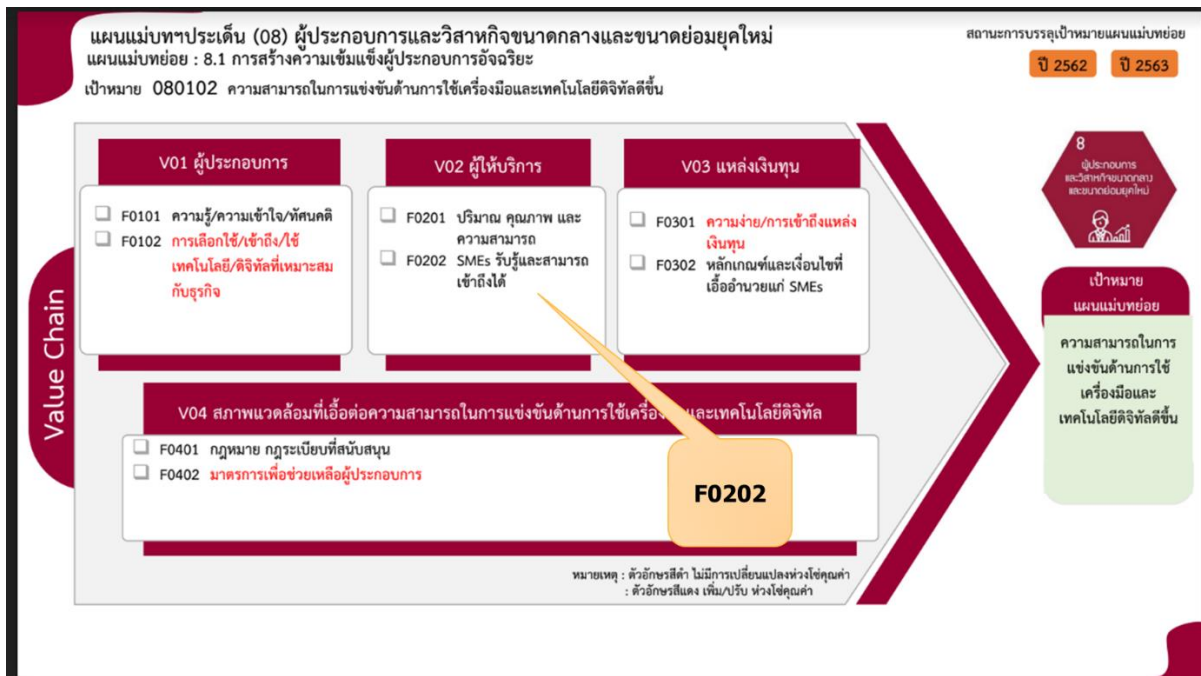 แผนแม่บทฯประเด็น (08) ผู้ประกอบการและวิสาหกิจขนาดกลางและขนาดย่อมยุคใหม่
แผนแม่บทย่อย : 8.1 การสร้างความเข้มแข็งผู้ประกอบการอัจฉริยะ
เป้าหมาย 080102 ความสามารถในการแข่งขันด้านการใช้เครื่องมือและเทคโนโลยีดิจิทัลดีขึ้น
สถานะการบรรลุเป้าหมายแผนแม่บทย่อย
ปี 2562 ปี 2563
Value Chain
V01 ผู้ประกอบการ
F0101 ความรู้/ความเข้าใจ/ทัศนคติ
F0102 การเลือกใช้/เข้าถึง/ใช้
เทคโนโลยี/ดิจิทัลที่เหมาะสม
กับธุรกิจ
V02 ผู้ให้บริการ
F0201 ปริมาณ คุณภาพ และ
ความสามารถ
F0202 SMEs รับรู้และสามารถ
เข้าถึงได้
V03 แหล่งเงินทุน
F0301 ความง่าย/การเข้าถึงแหล่ง
เงินทุน
F0302 หลักเกณฑ์และเงื่อนไขที่
เอื้ออำนวยแก่ SMEs
V04 สภาพแวดล้อมที่เอื้อต่อความสามารถในการแข่งขันด้านการใช้เครื่อง และเทคโนโลยีดิจิทัล
F0401 กฎหมาย กฎระเบียบที่สนับสนุน
F0402 มาตรการเพื่อช่วยเหลือผู้ประกอบการ
F0202
หมายเหตุ : ตัวอักษรสีดำ ไม่มีการเปลี่ยนแปลงห่วงโซ่คุณค่า
: ตัวอักษรสีแดง เพิ่ม/ปรับ ห่วงโซ่คุณค่า
8
ผู้ประกอบการ
และวิสาหกิจขนาดกลาง
และขนาดย่อมยุคใหม่
เป้าหมาย
แผนแม่บทย่อย
ความสามารถในการ
แข่งขันด้านการใช้
เครื่องมือและ
เทคโนโลยีดิจิทัลดีขึ้น